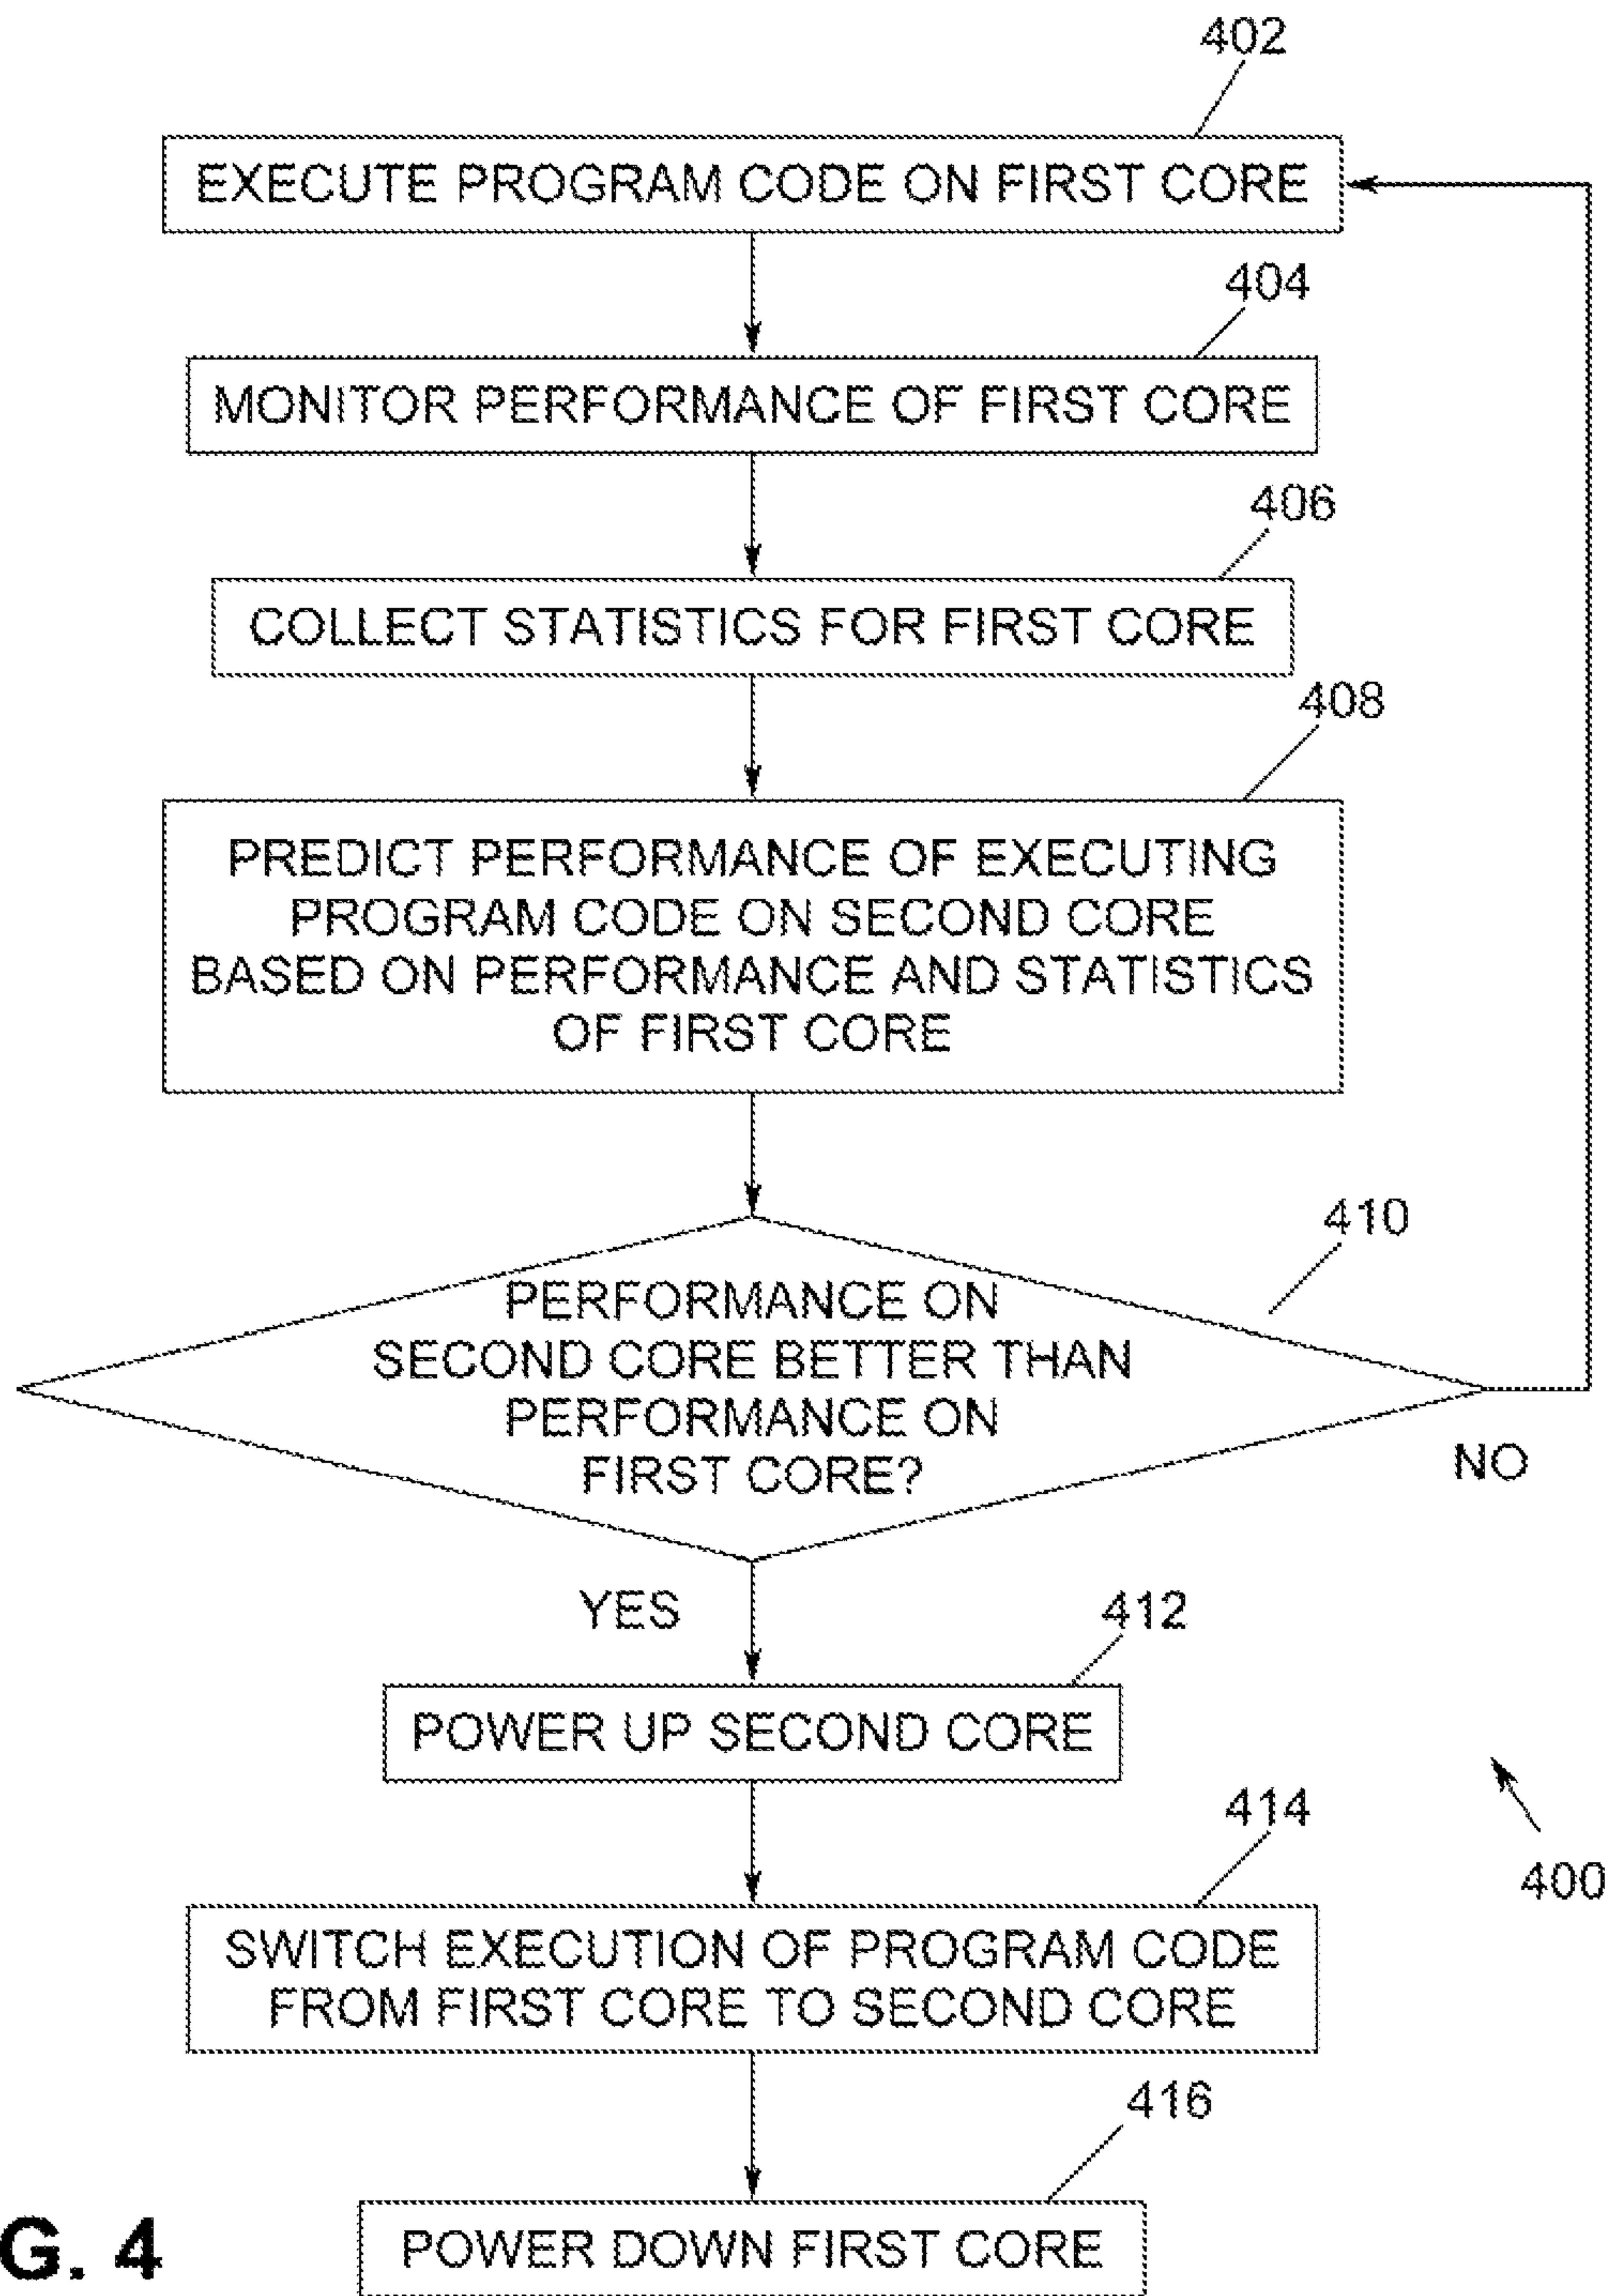 402
EXECUTE PROGRAM CODE ON FIRST CORE
404
MONITOR PERFORMANCE OF FIRST CORE
406
COLLECT STATISTICS FOR FIRST CORE
408
PREDICT PERFORMANCE OF EXECUTING
PROGRAM CODE ON SECOND CORE
BASED ON PERFORMANCE AND STATISTICS
OF FIRST CORE
410
PERFORMANCE ON
SECOND CORE BETTER THAN
PERFORMANCE ON
FIRST CORE?
NO
YES
412
POWER UP SECOND CORE
414
400
SWITCH EXECUTION OF PROGRAM CODE
FROM FIRST CORE TO SECOND CORE
416
G. 4
POWER DOWN FIRST CORE